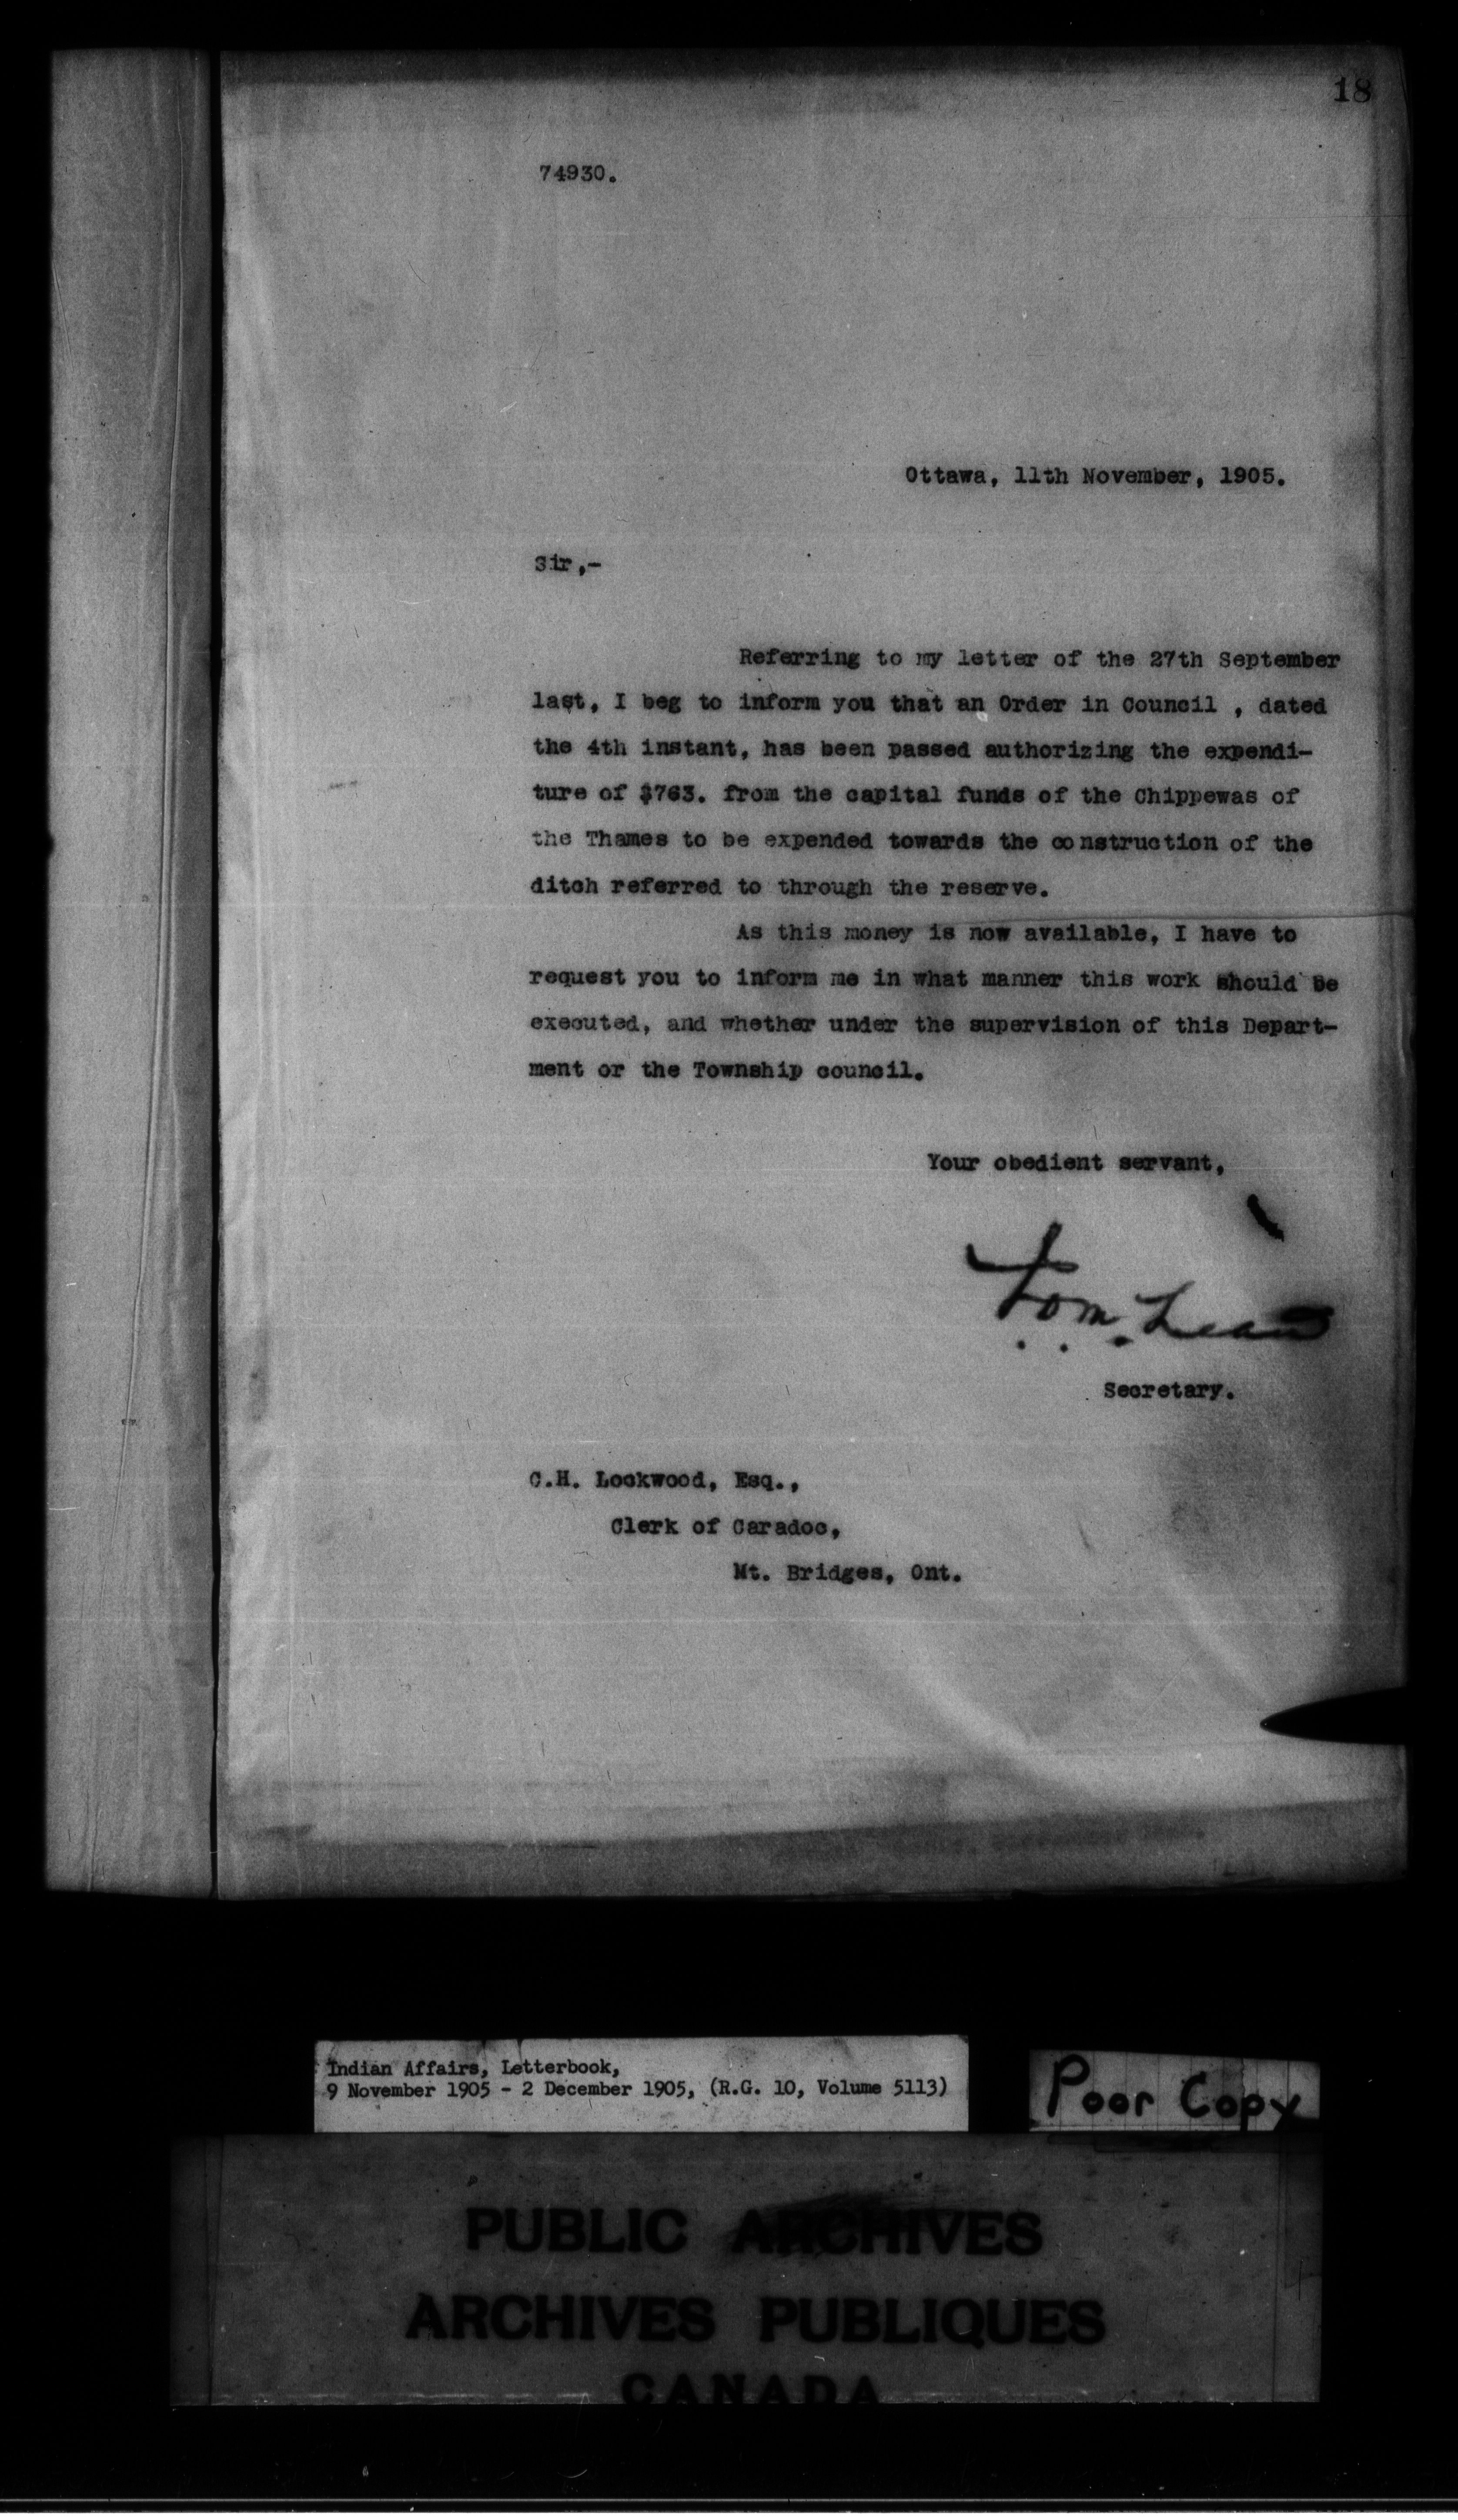 18
74930.
Ottawa, 11th November, 1905.
Sir,-
Referring to my letter of the 27th September
last, I beg to inform you that an Order in Council , dated
the 4th instant, has been passed authorizing the expendi-
ture of $763. from the capital funds of the Chippewas of
the Thames to be expended towards the construction of the
ditch referred to through the reserve.
As this money is now available, I have to
request you to inform me in what manner this work should be
executed, and whether under the supervision of this Depart-
ment or the Township council.
Your obedient servant,
Secretary.
C.H. Lockwood, Esq.,
Clerk of Caradoc,
Mt. Bridges, Ont.
Indian Affairs, Letterbook,
9 November 1905 - 2 December 1905, (R.G. 10, Volume 5113)
Poor Copy
PUBLIC ARCHIVES
ARCHIVES PUBLIQUES
CANADA